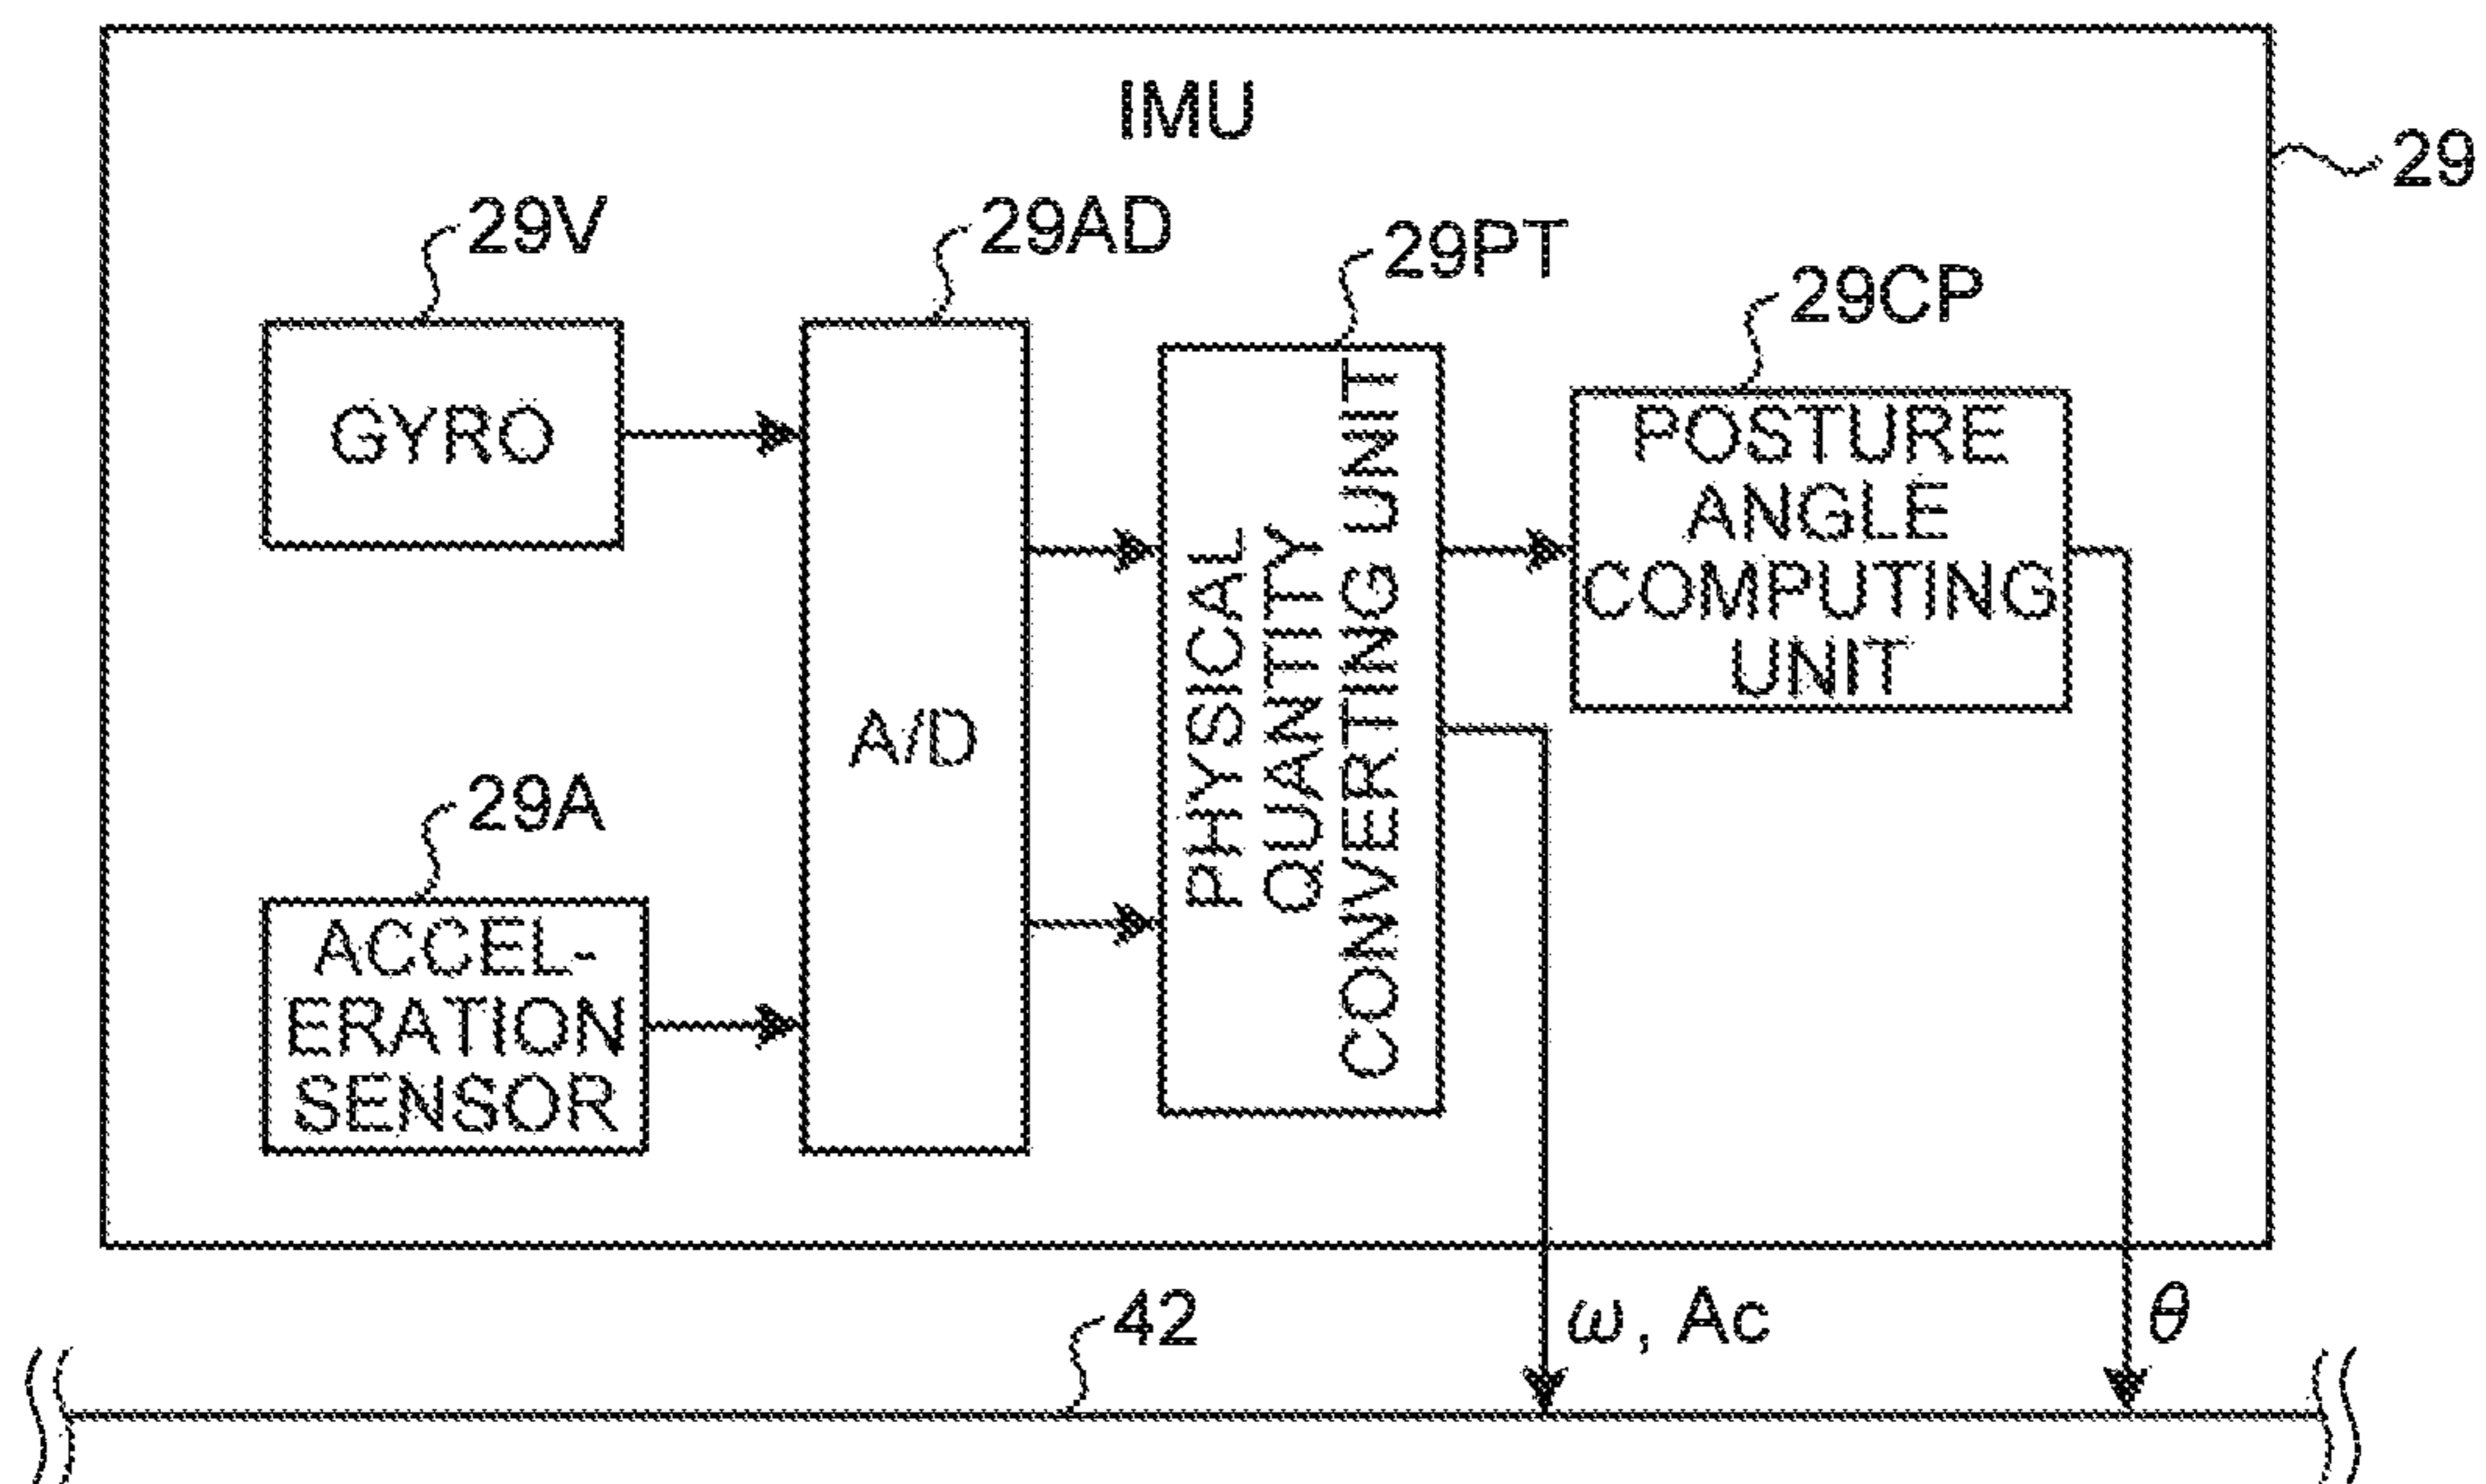 IMU
29
29V
29AD
29PT
29CP
GYRO
A/D
PHYSICAL
QUANTITY
CONVERTING UNIT
POSTURE
ANGLE
COMPUTING
UNIT
29A
ACCEL-
ERATION
SENSOR
42
ω, Ac
θ